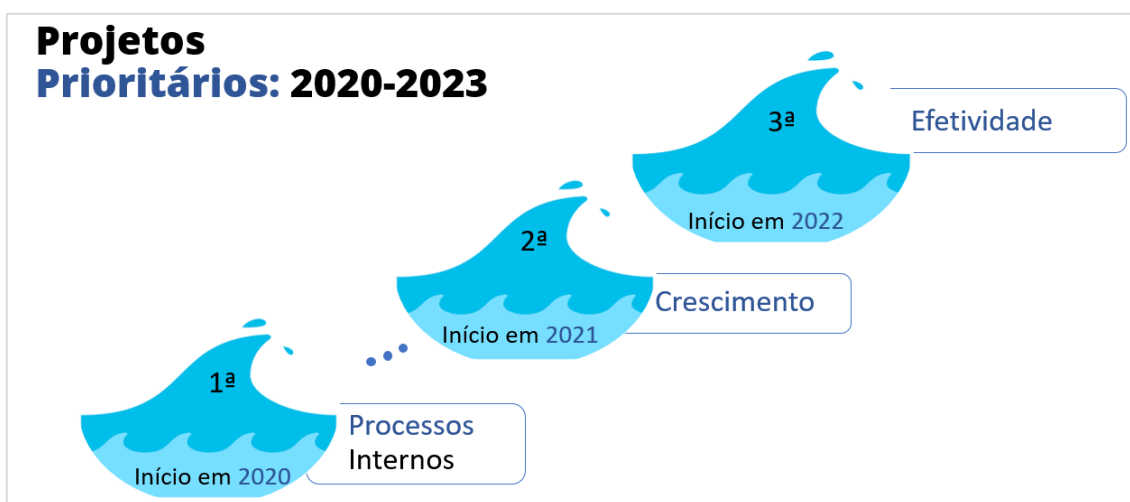 Projetos
Prioritários: 2020-2023
3ª
Efetividade
Início em 2022
2ª
Crescimento
Início em 2021
1ª
Processos
Internos
Início em 2020